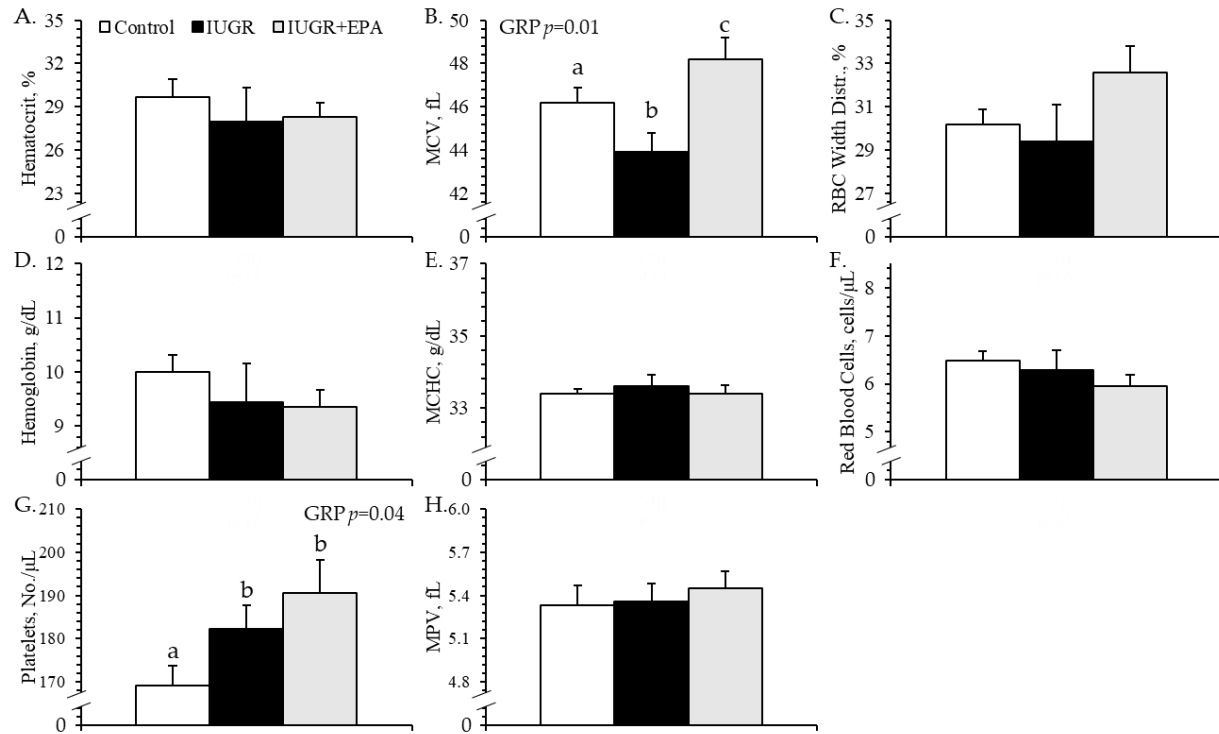 A.
Control IUGR IUGR+EPA
Hematocrit, %
35
32
29
26
23
0
B.
GRP p=0.01
MCV, fL
50
48
46
44
42
0
a
b
c
C.
RBC Width Distr., %
35
33
31
29
27
0
D.
Hemoglobin, g/dL
12
11
10
9
0
E.
MCHC, g/dL
37
35
33
0
F.
Red Blood Cells, cells/μL
8
7
6
5
0
G.
GRP p=0.04
Platelets, No./μL
210
200
190
180
170
0
a
b
b
H.
MPV, fL
6.0
5.7
5.4
5.1
4.8
0